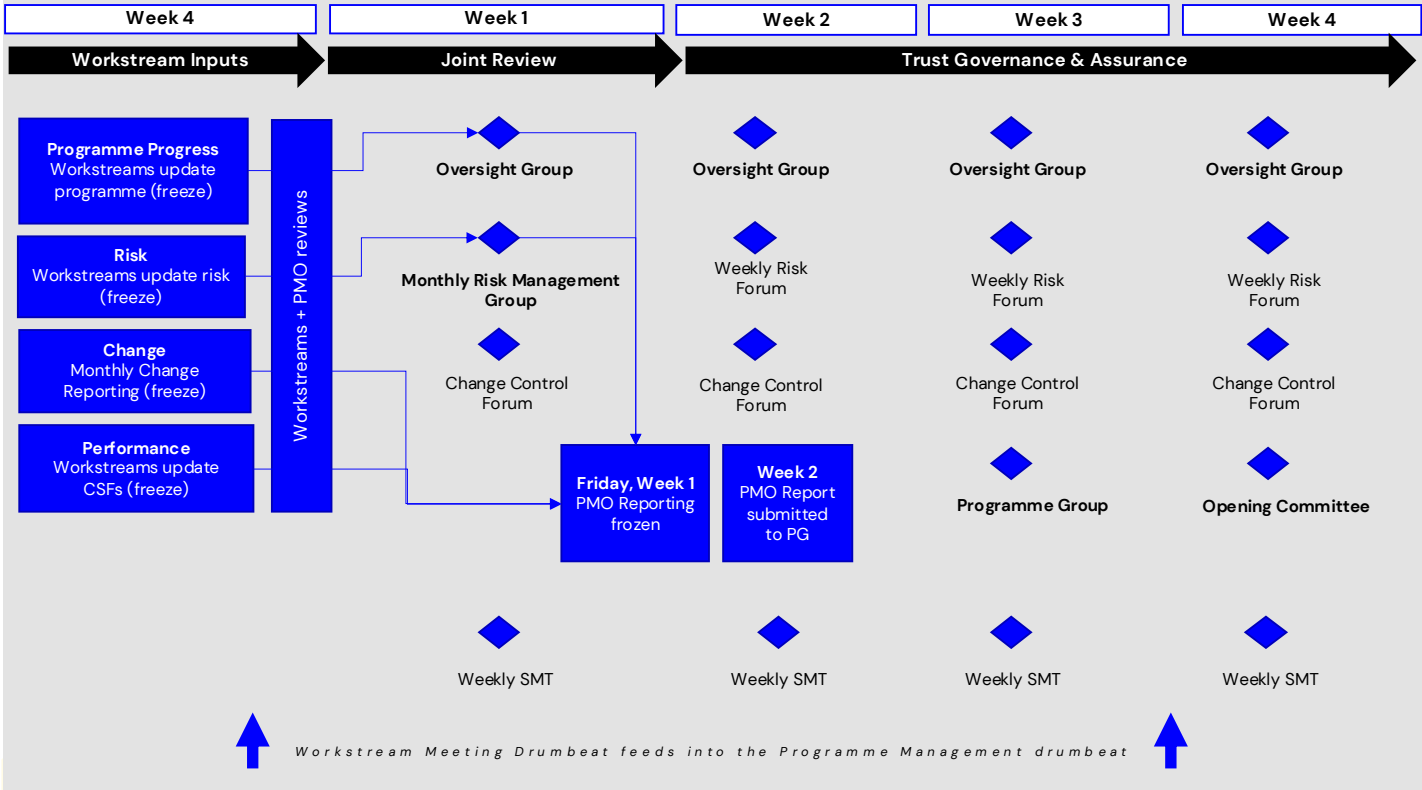 Week 4
Week 1
Week 2
Week 3
Week 4
Workstream Inputs
Joint Review
Trust Governance & Assurance
Programme Progress
Workstreams update
programme (freeze)
Risk
Workstreams update risk
(freeze)
Change
Monthly Change
Reporting (freeze)
Performance
Workstreams update
CSFs (freeze)
Workstreams + PMO reviews
Oversight Group
Monthly Risk Management
Group
Change Control
Forum
Friday, Week 1
PMO Reporting
frozen
Weekly SMT
Oversight Group
Weekly Risk
Forum
Change Control
Forum
Week 2
PMO Report
submitted
to PG
Weekly SMT
Oversight Group
Weekly Risk
Forum
Change Control
Forum
Programme Group
Weekly SMT
Oversight Group
Weekly Risk
Forum
Change Control
Forum
Opening Committee
Weekly SMT
Workstream Meeting Drumbeat feeds into the Programme Management drumbeat